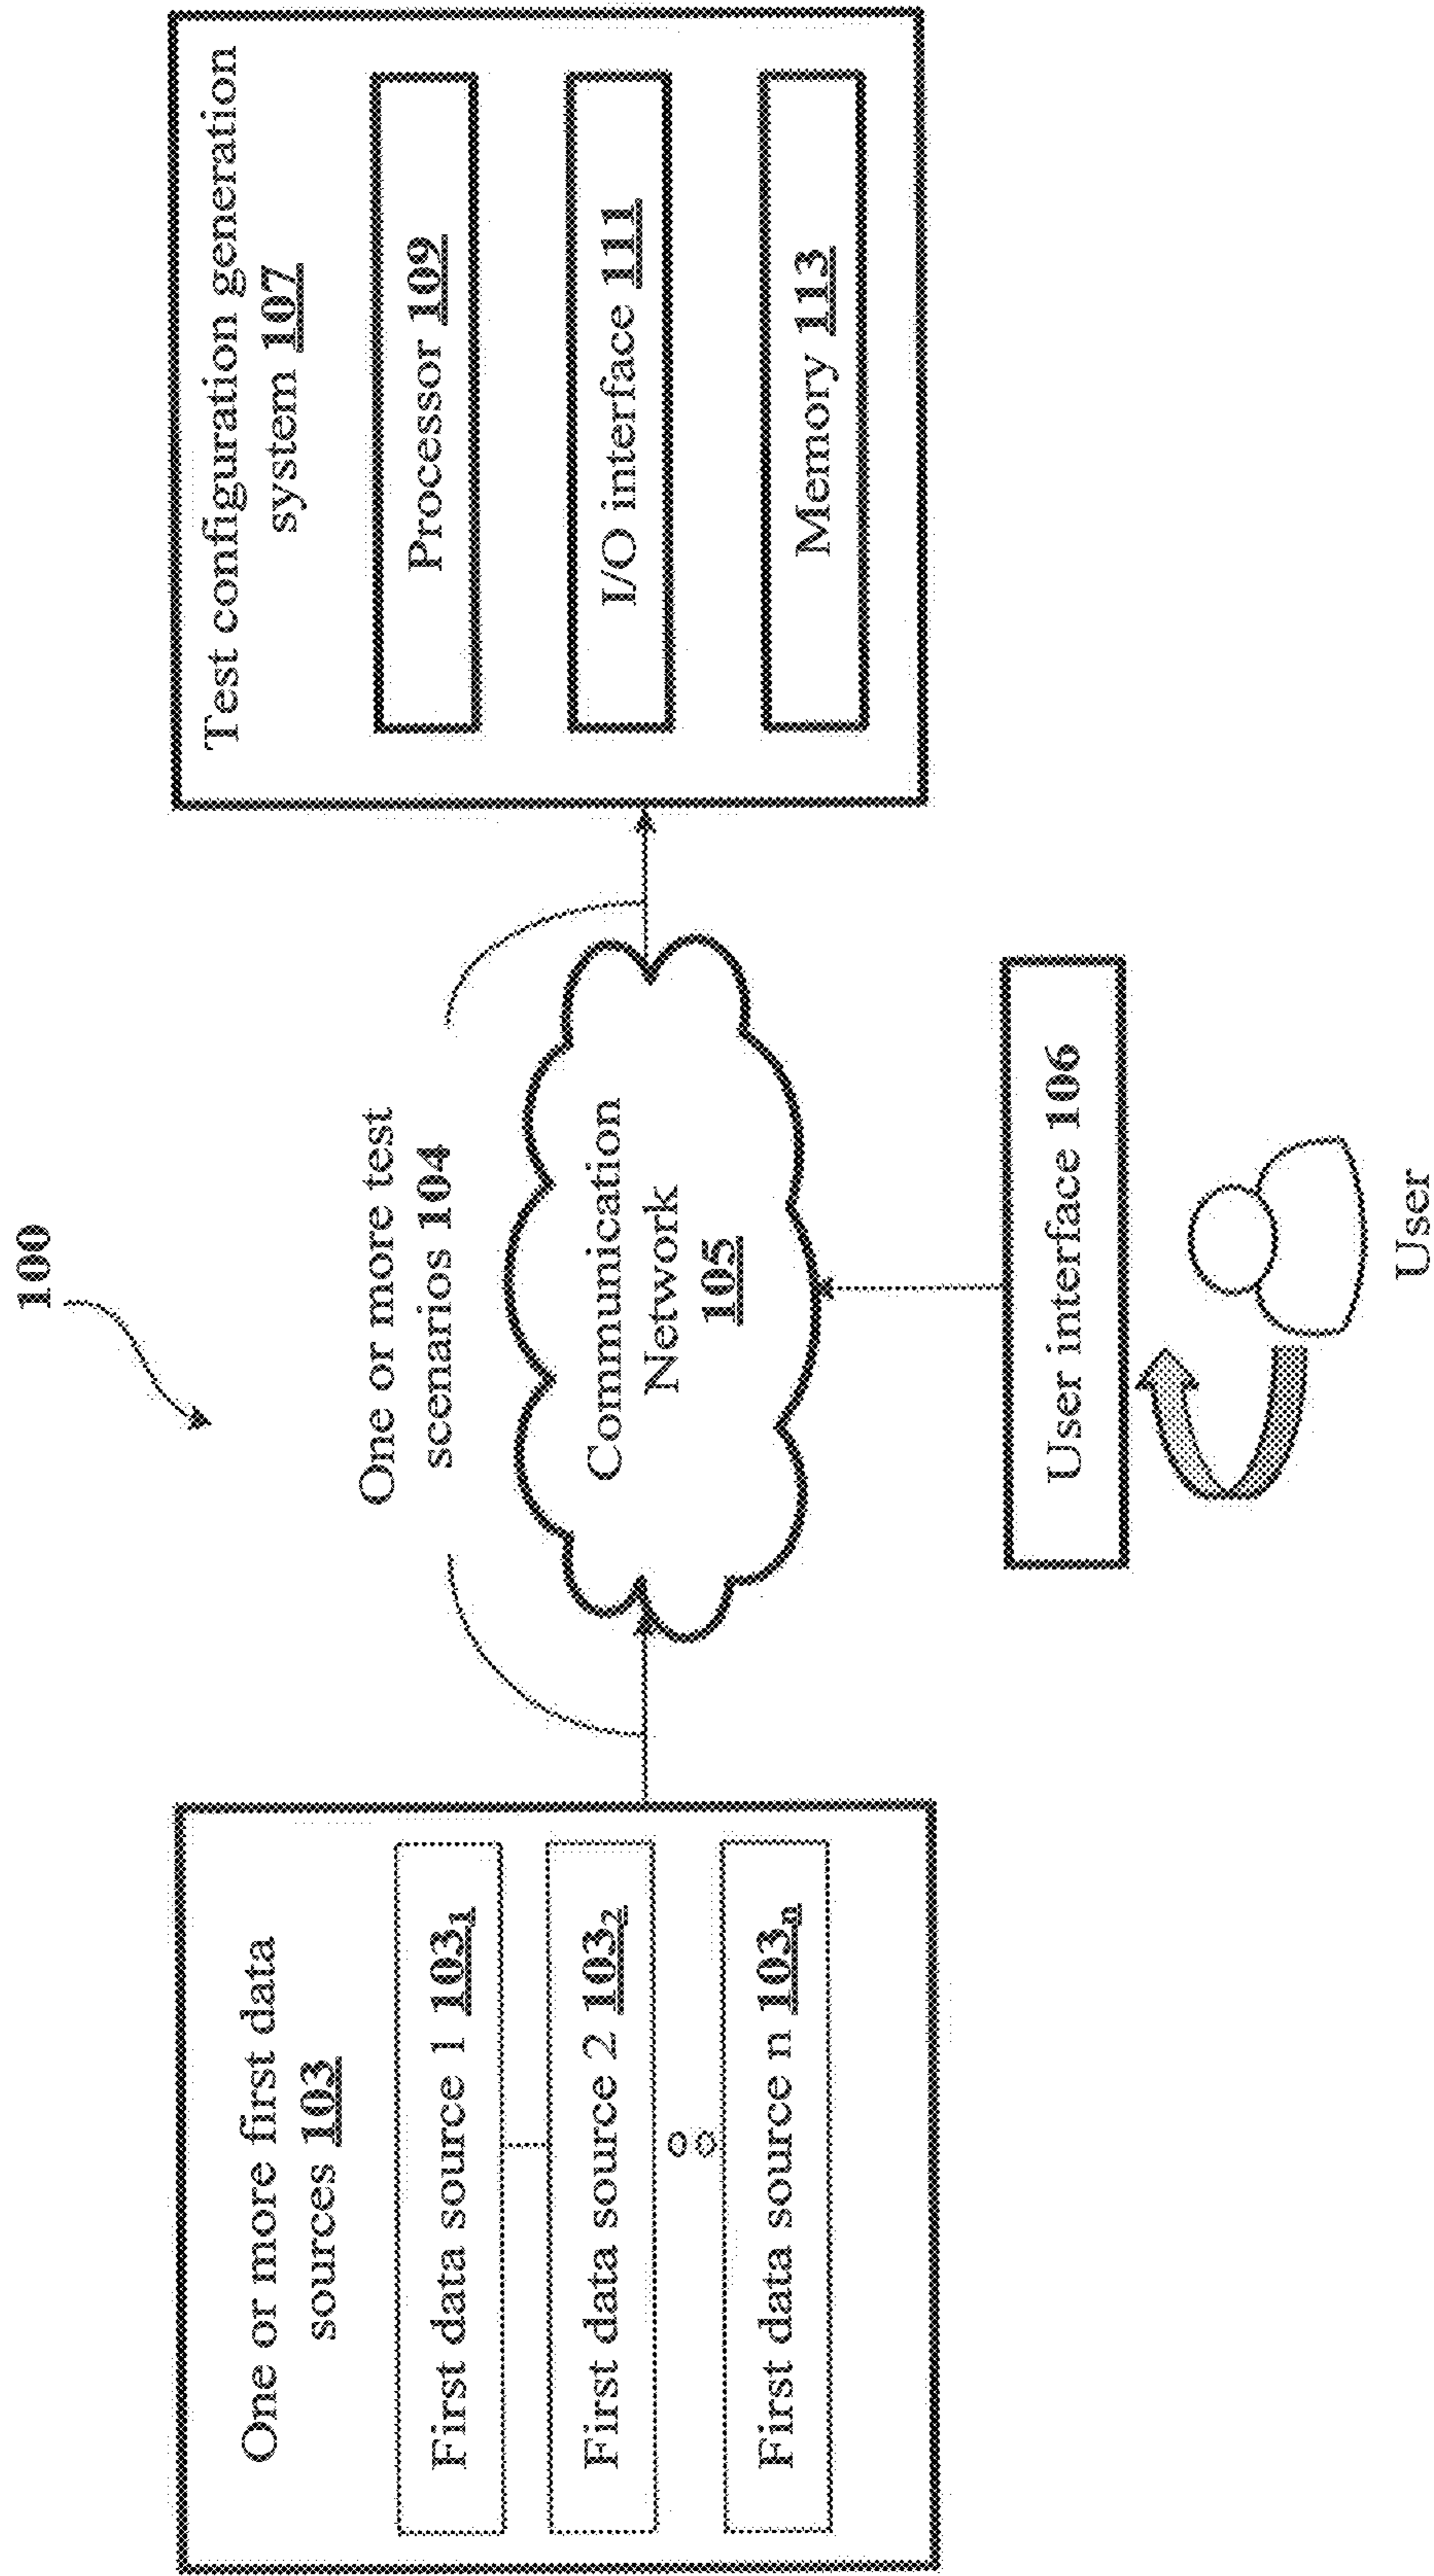 100
One or more first data
sources 103
First data source 1 103₁
First data source 2 103₂
First data source n 103ₙ
One or more test
scenarios 104
Communication
Network
105
User interface 106
User
Test configuration generation
system 107
Processor 109
I/O interface 111
Memory 113